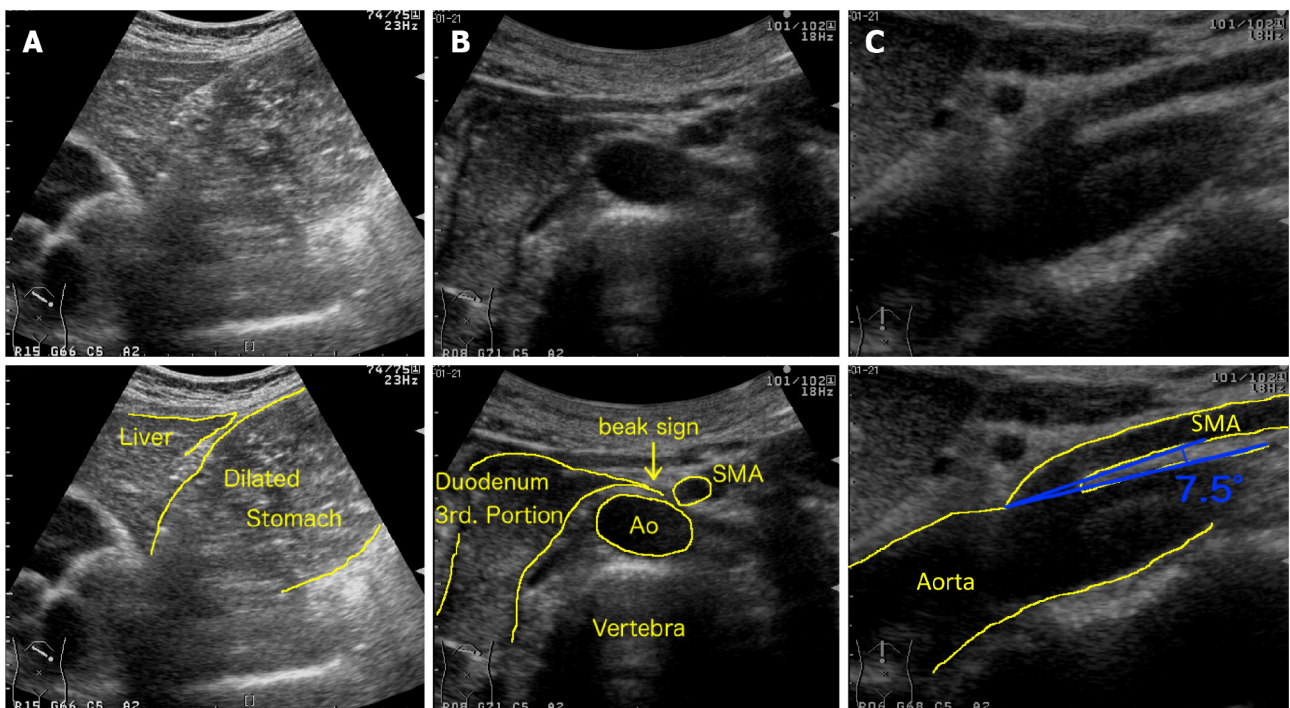 A
74/75
23Hz
R15 G66 C5 A2
B
-01-21
101/102
18Hz
R08 G71 C5 A2
C
-01-21
101/102
18Hz
74/75
23Hz
Liver
Dilated
Stomach
R15 G66 C5 A2
-01-21
101/102
18Hz
beak sign
SMA
Duodenum
3rd. Portion
Ao
Vertebra
R08 G71 C5 A2
-01-21
101/102
18Hz
SMA
7.5°
Aorta
R06 G68 C5 A2